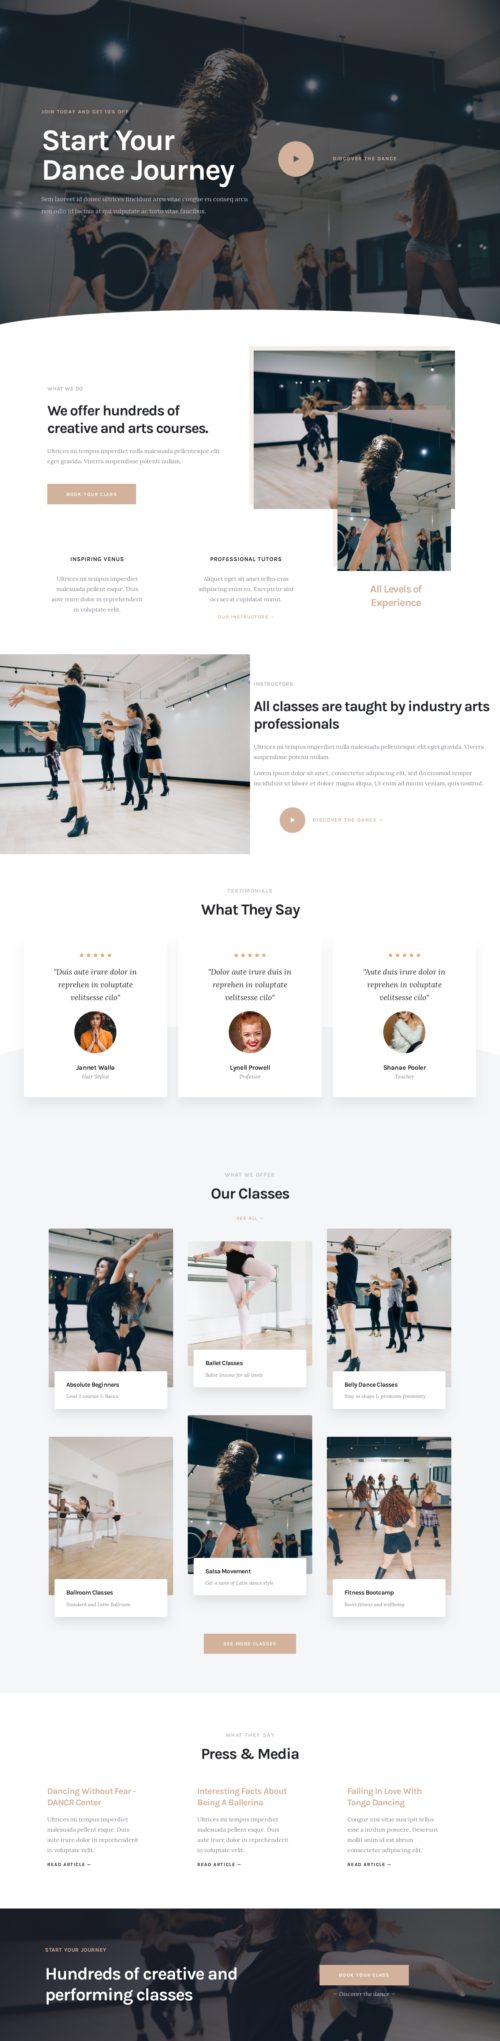 JOIN TODAY AND GET 10% OFF
Start Your
Dance Journey
DISCOVER THE DANCE
Sem laoreet id donec ultrices tincidunt arcu vitae congue eu conseq arcu
non odio id lacinia at qui vulputate ac torto vitae faucibus.
WHAT WE DO
We offer hundreds of
creative and arts courses.
Ultrices mi tempus imperdiet nulla malesuada pellentesque elit
eget gravida. Viverra suspendisse potenti nullam.
BOOK YOUR CLASS
INSPIRING VENUS
Ultrices mi tempus imperdiet
malesuada pellent esque. Duis
aute irure dolor in reprehenderit
in voluptate velit.
PROFESSIONAL TUTORS
Aliquet eget sit amet tellus cras
adipiscing enim eu. Excepteur sint
occaecat cupidatat nonut.
OUR INSTRUCTORS →
All Levels of
Experience
INSTRUCTORS
All classes are taught by industry arts
professionals
Ultrices mi tempus imperdiet nulla malesuada pellentesque elit eget gravida. Viverra
suspendisse potenti nullam.
Lorem ipsum dolor sit amet, consectetur adipiscing elit, sed do eiusmod tempor
incididunt ut labore et dolore magna aliqua. Ut enim ad minim veniam, quis nostrud.
DISCOVER THE DANCE →
TESTIMONIALS
What They Say
"Duis aute irure dolor in
reprehen in voluptate
velitsesse cilo"
Jannet Walla
Hair Stylist
"Dolor aute irure duis in
reprehen in voluptate
velitsesse cilo"
Lynell Prowell
Professor
"Aute duis irure dolor in
reprehen in voluptate
velitsesse cilo"
Shanae Pooler
Teacher
WHAT WE OFFER
Our Classes
SEE ALL →
Absolute Beginners
Level 1 courses & Basics
Ballet Classes
Ballet lessons for all levels
Belly Dance Classes
Stay in shape & promote femininity
Ballroom Classes
Standard and Latin Ballroom
Salsa Movement
Get a taste of Latin dance style
Fitness Bootcamp
Boost fitness and wellbeing
SEE MORE CLASSES
WHAT THEY SAY
Press & Media
Dancing Without Fear -
DANCR Center
Ultrices mi tempus imperdiet
malesuada pellent esque. Duis
aute irure dolor in reprehenderit
in voluptate velit.
READ ARTICLE →
Interesting Facts About
Being A Ballerina
Ultrices mi tempus imperdiet
malesuada pellent esque. Duis
aute irure dolor in reprehenderit
in voluptate velit.
READ ARTICLE →
Falling In Love With
Tango Dancing
Congue nisi vitae suscipit tellus
esse a irirdum posuere. Deserunt
mollit anim id est abrun
consectetur adipiscing elit.
READ ARTICLE →
START YOUR JOURNEY
Hundreds of creative and
performing classes
BOOK YOUR CLASS
— Discover the dance —